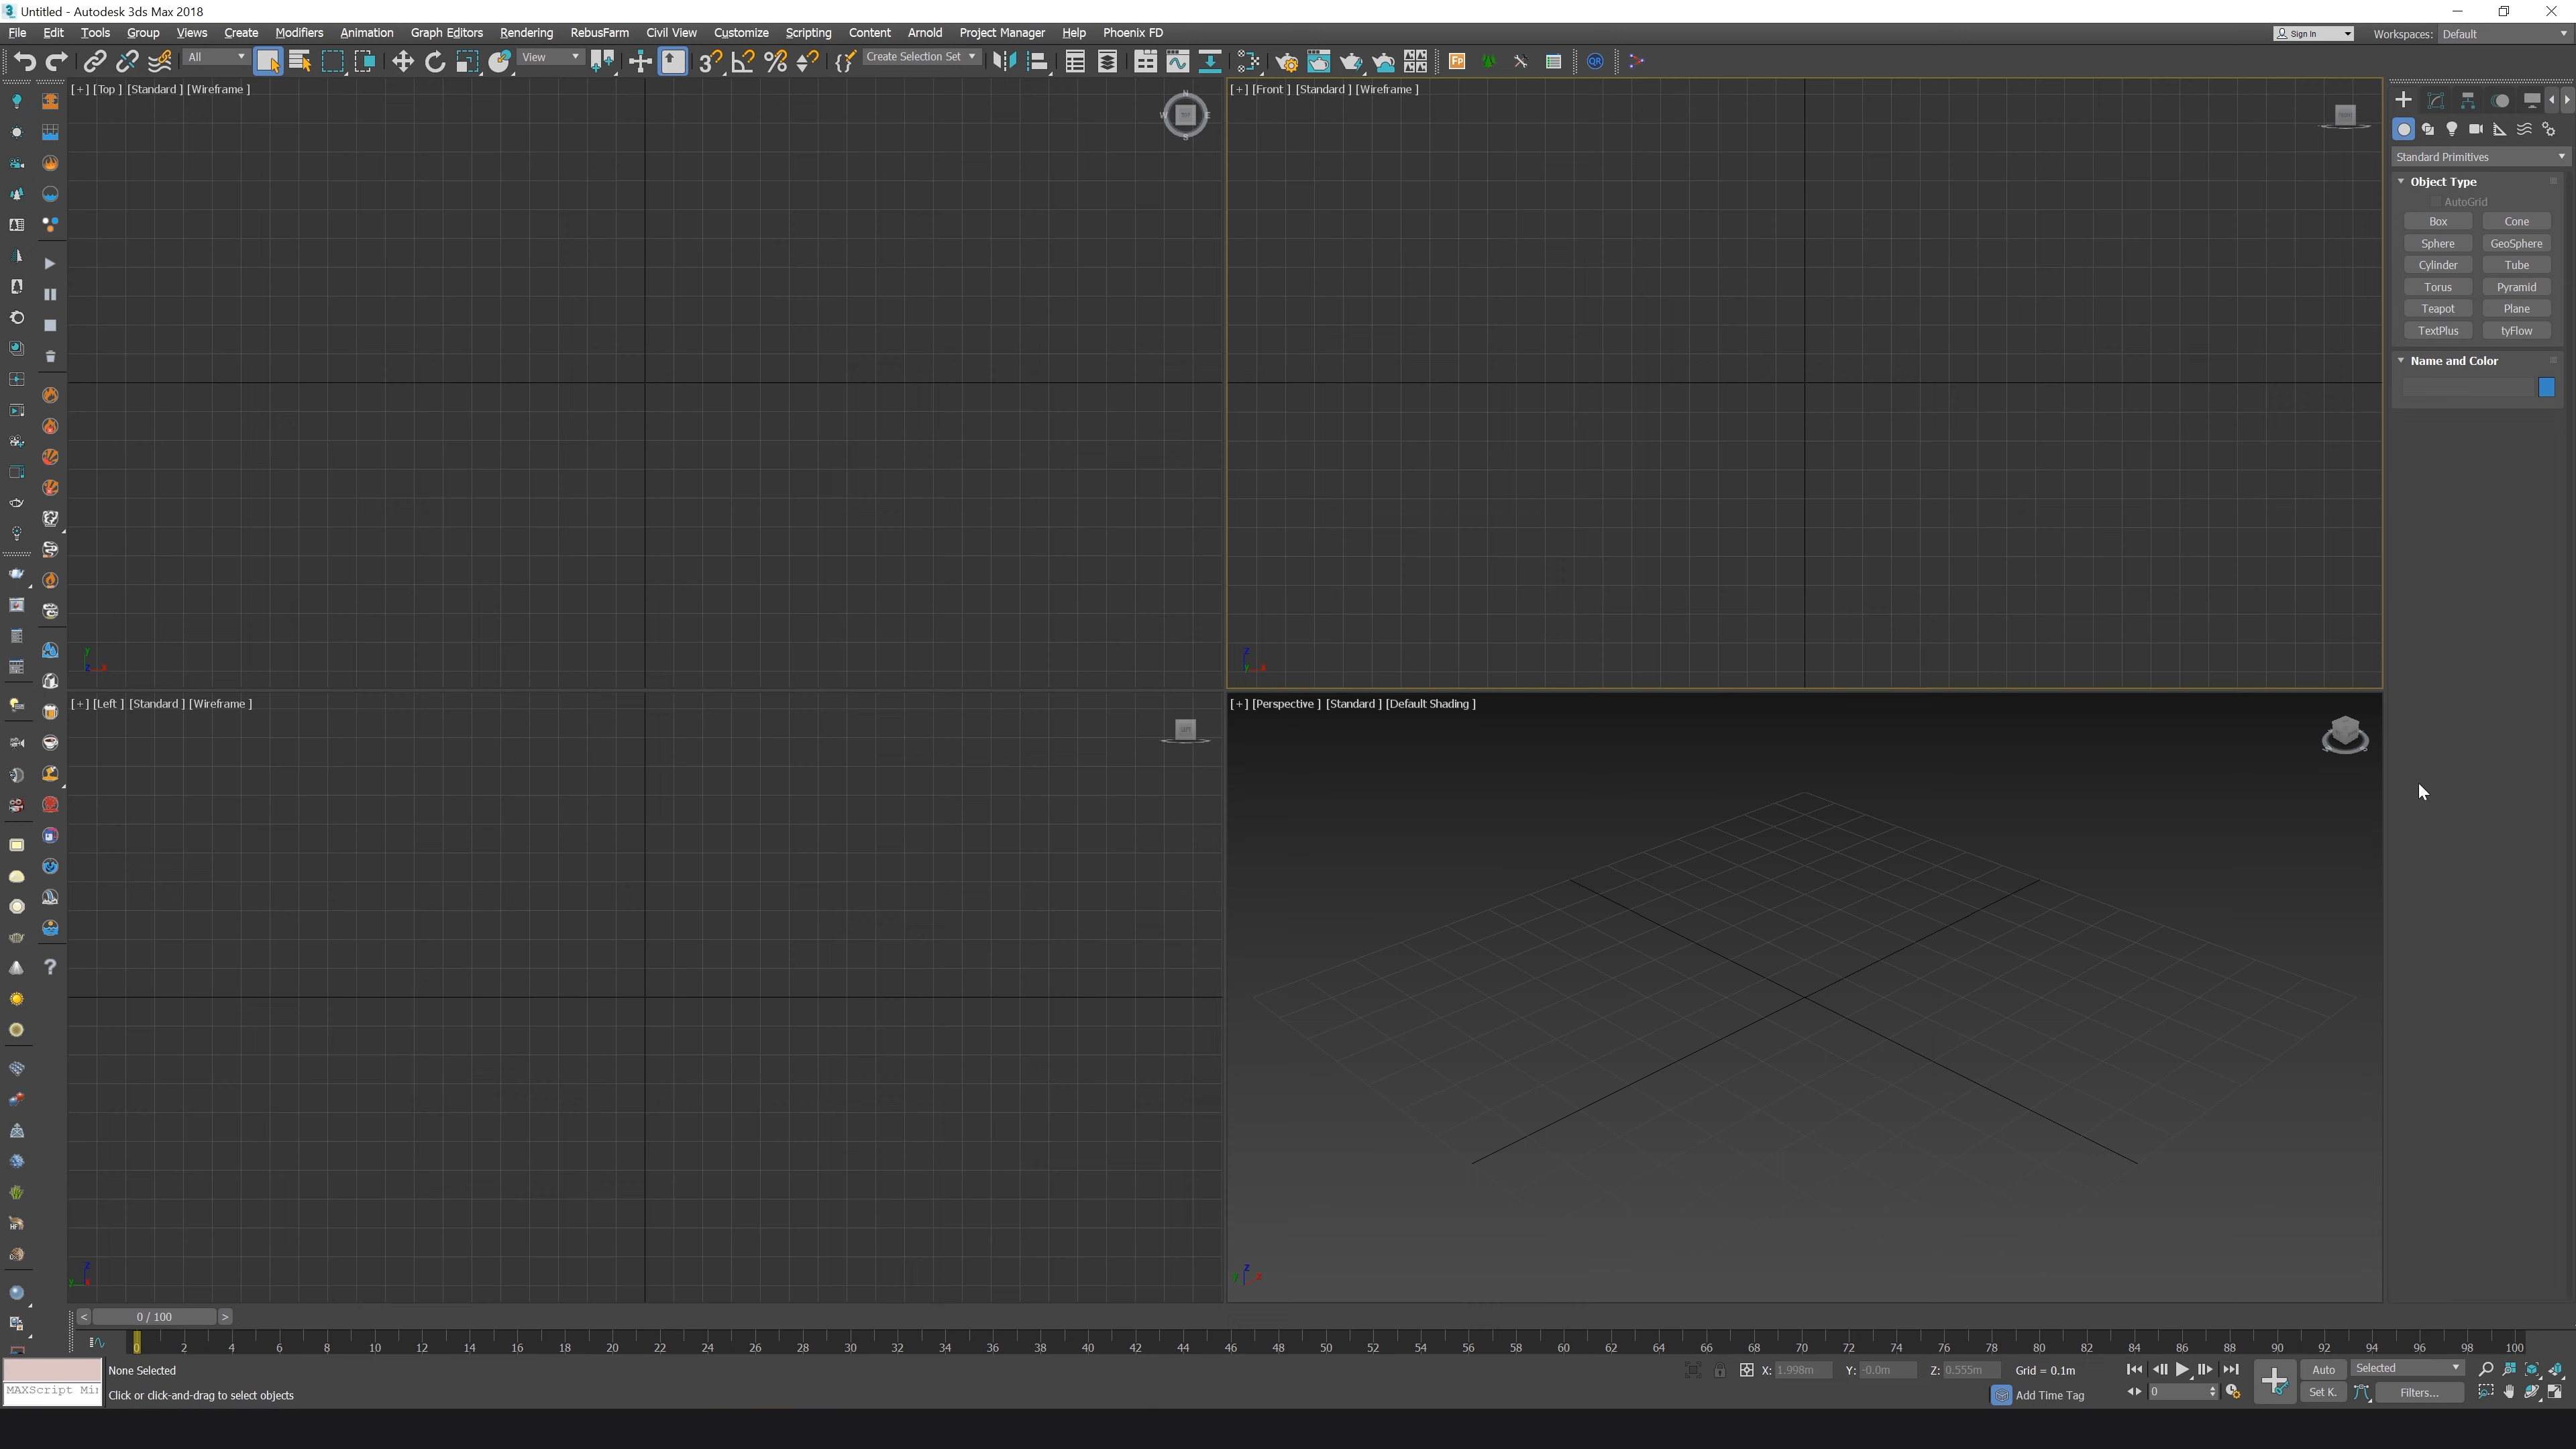 Untitled - Autodesk 3ds Max 2018
File Edit Tools Group Views Create Modifiers Animation Graph Editors Rendering RebusFarm Civil View Customize Scripting Content Arnold Project Manager Help Phoenix FD
Sign In Workspaces: Default
All View Create Selection Set Fp QR
[+] [Top ] [Standard ] [Wireframe ]
[+] [Front ] [Standard ] [Wireframe ]
N
W E
S
Standard Primitives
Object Type
AutoGrid
Box Cone
Sphere GeoSphere
Cylinder Tube
Torus Pyramid
Teapot Plane
TextPlus tyFlow
Name and Color
y
z x
z
y x
[+] [Left ] [Standard ] [Wireframe ]
[+] [Perspective ] [Standard ] [Default Shading ]
z
y x
z
y x
< 0 / 100 >
0 2 4 6 8 10 12 14 16 18 20 22 24 26 28 30 32 34 36 38 40 42 44 46 48 50 52 54 56 58 60 62 64 66 68 70 72 74 76 78 80 82 84 86 88 90 92 94 96 98 100
None Selected
X: 1.998m Y: -0.0m Z: 0.555m Grid = 0.1m
Auto Selected
MAXScript Mi
Click or click-and-drag to select objects
Add Time Tag
0
Set K. Filters...